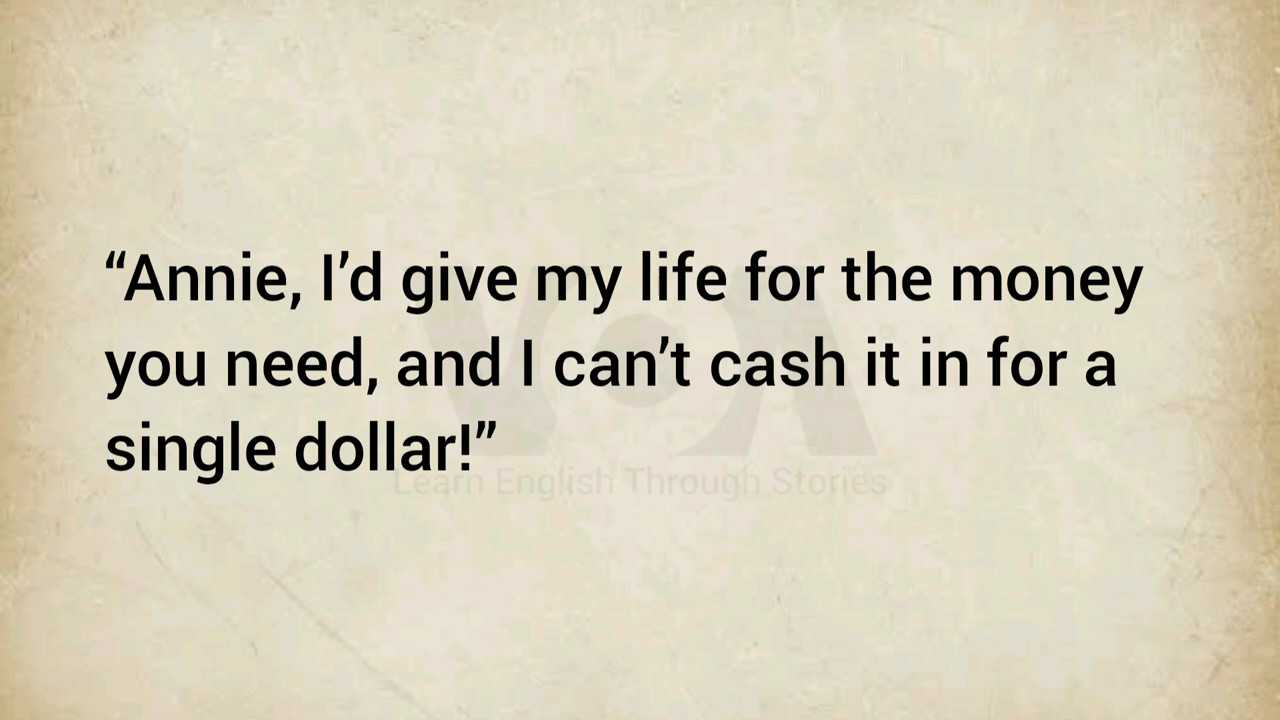 “Annie, I’d give my life for the money
you need, and I can’t cash it in for a
single dollar!”
VOA
Learn English Through Stories